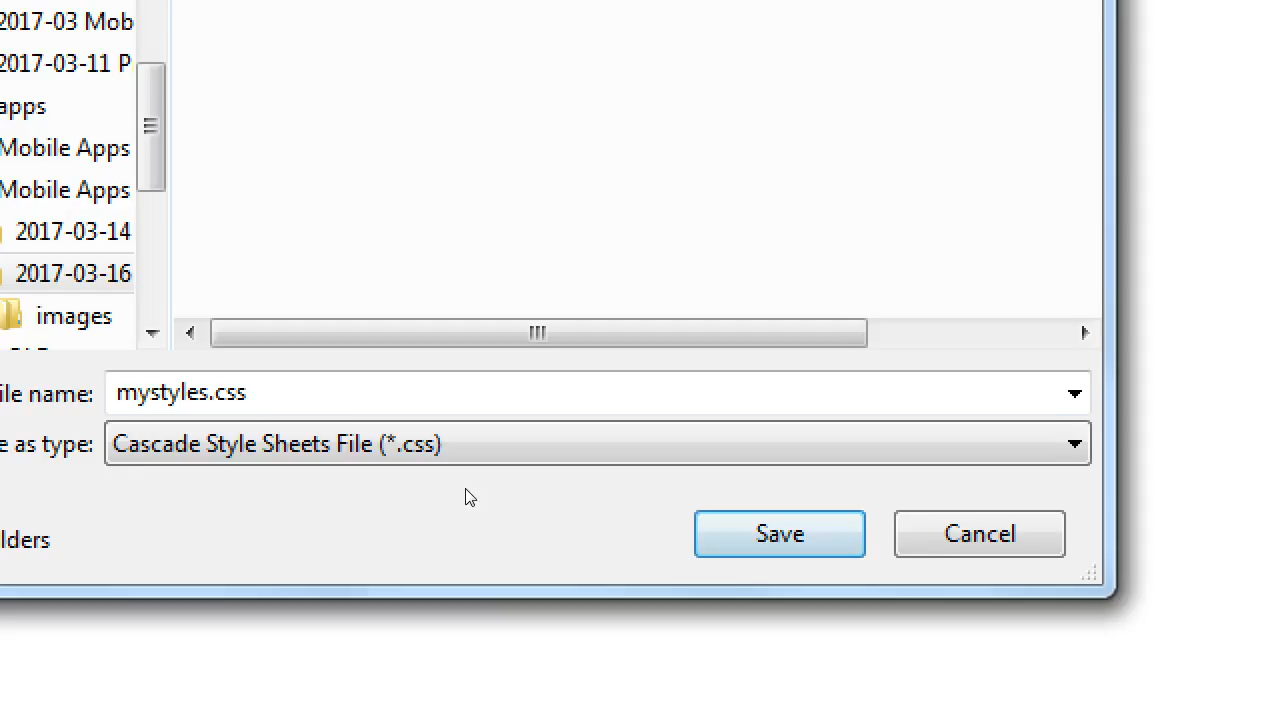 2017-03 Mob
2017-03-11 P
apps
Mobile Apps
Mobile Apps
2017-03-14
2017-03-16
images
ile name: mystyles.css
e as type: Cascade Style Sheets File (*.css)
lders
Save
Cancel